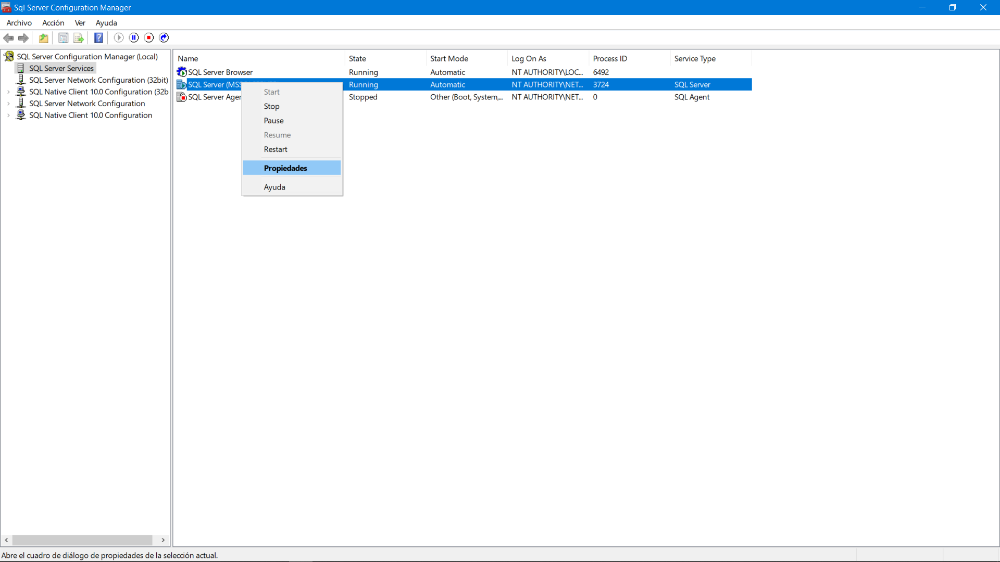 Sql Server Configuration Manager
Archivo Acción Ver Ayuda
SQL Server Configuration Manager (Local)
SQL Server Services
SQL Server Network Configuration (32bit)
SQL Native Client 10.0 Configuration (32b
SQL Server Network Configuration
SQL Native Client 10.0 Configuration
Name State Start Mode Log On As Process ID Service Type
SQL Server Browser Running Automatic NT AUTHORITY\LOC... 6492
SQL Server Running Automatic NT AUTHORITY\NET... 3724 SQL Server
SQL Server Agen Stopped Other (Boot, System,... NT AUTHORITY\NET... 0 SQL Agent
Start
Stop
Pause
Resume
Restart
Propiedades
Ayuda
Abre el cuadro de diálogo de propiedades de la selección actual.